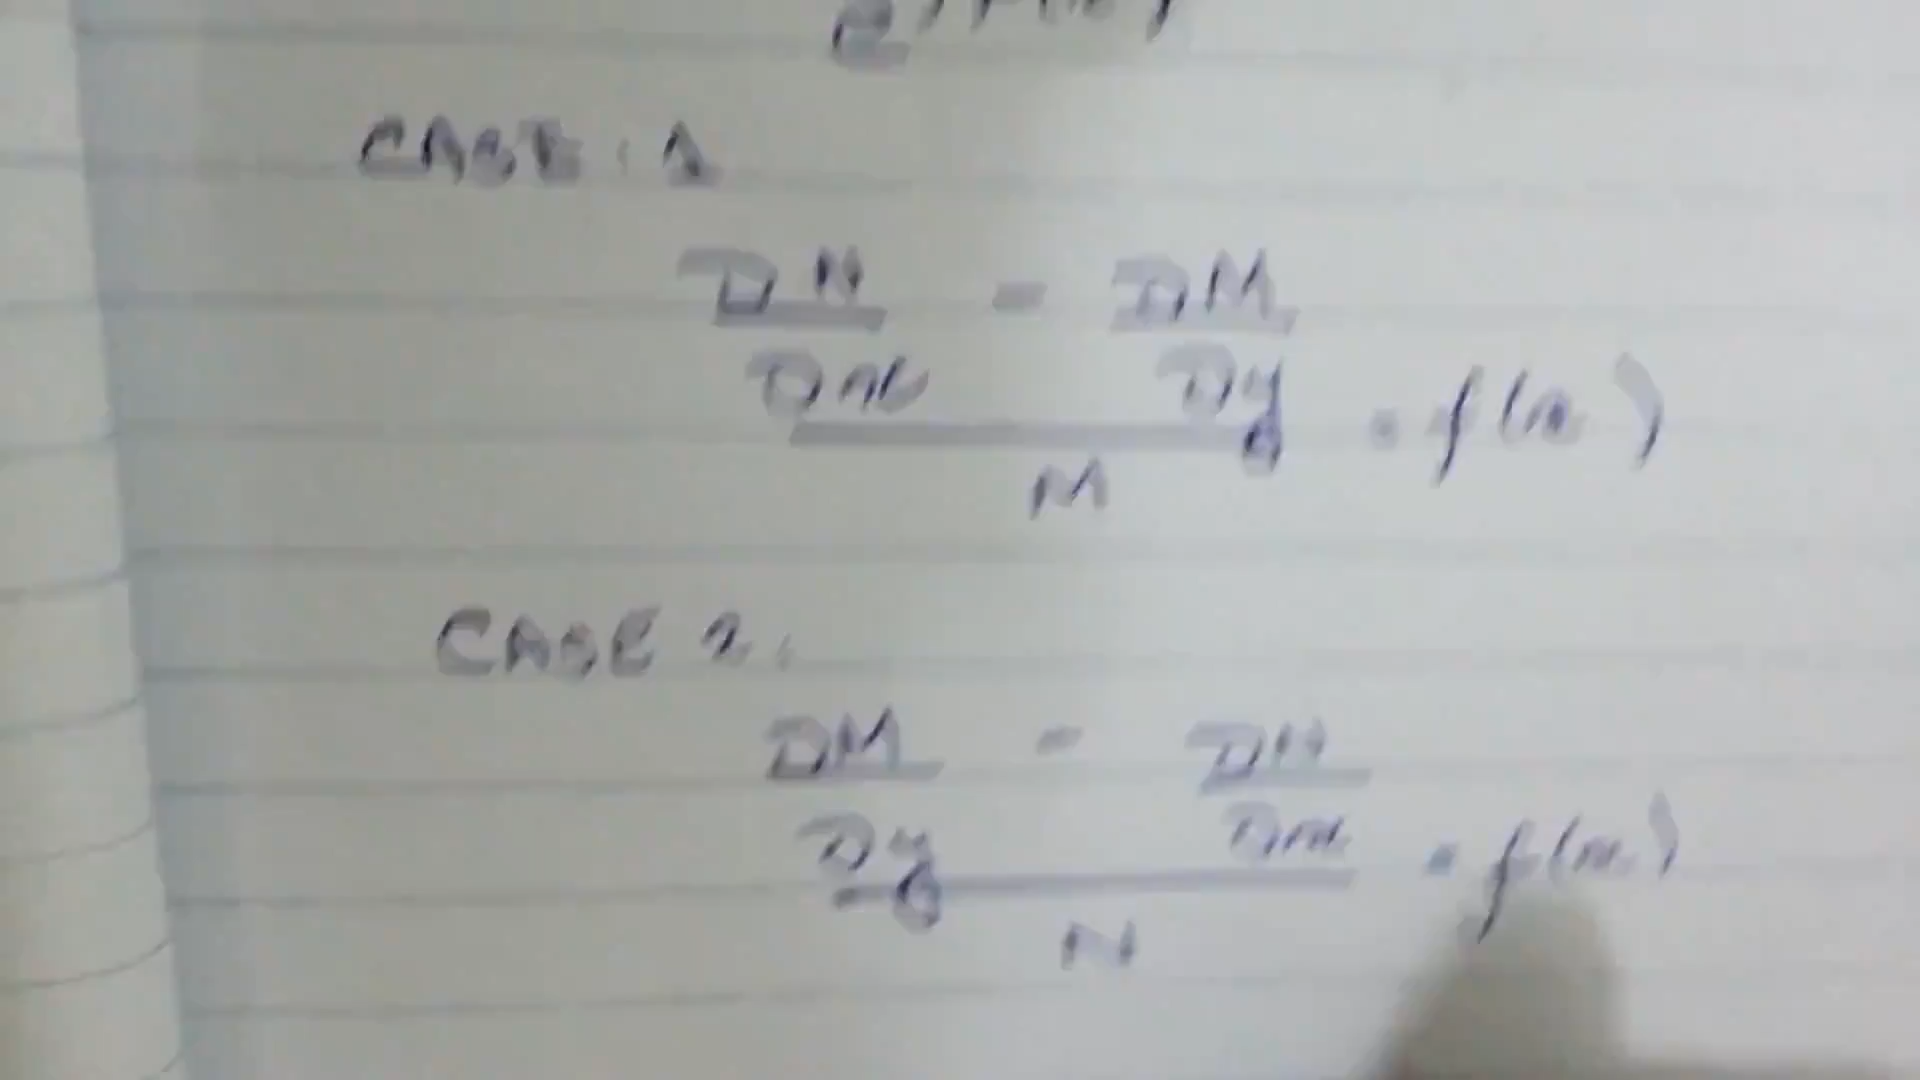 CASE : 1
DN - DM
Dx Dy = f(x)
M
CASE 2.
DM - DN
Dy Dx = f(x)
N